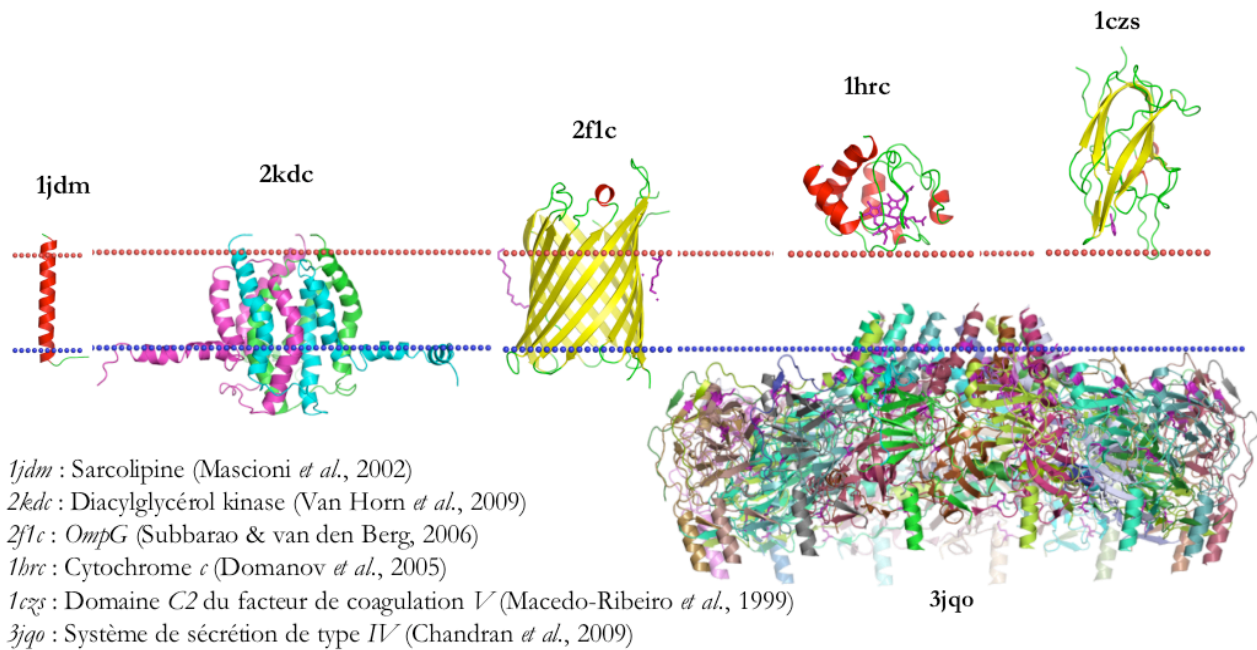 1czs
1hrc
2f1c
2kdc
1jdm
1jdm : Sarcolipine (Mascioni et al., 2002)
2kdc : Diacylglycérol kinase (Van Horn et al., 2009)
2f1c : OmpG (Subbarao & van den Berg, 2006)
1hrc : Cytochrome c (Domanov et al., 2005)
1czs : Domaine C2 du facteur de coagulation V (Macedo-Ribeiro et al., 1999)
3jqo : Système de sécrétion de type IV (Chandran et al., 2009)
3jqo